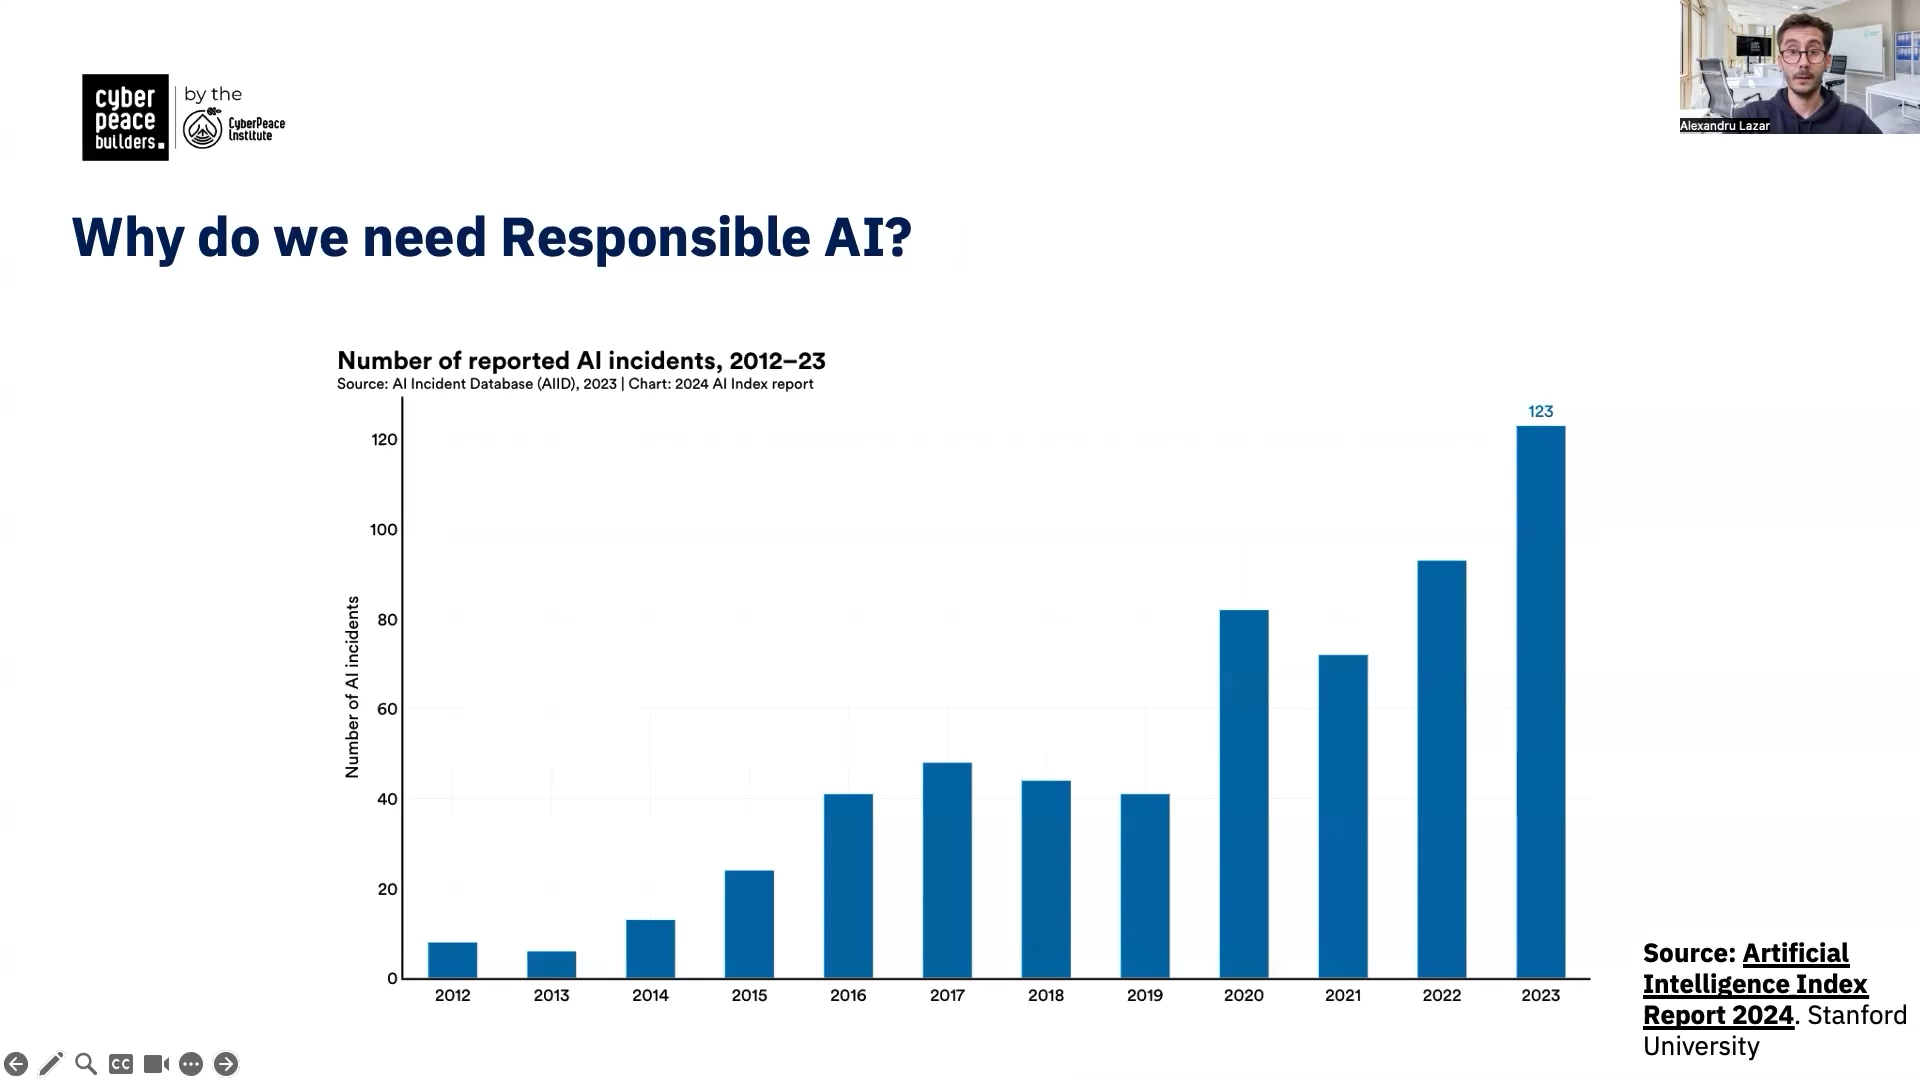 cyber
peace
builders.
by the
CyberPeace
Institute
Alexandru Lazar
Why do we need Responsible AI?
Number of reported AI incidents, 2012–23
Source: AI Incident Database (AIID), 2023 | Chart: 2024 AI Index report
Number of AI incidents
120
100
80
60
40
20
0
123
2012 2013 2014 2015 2016 2017 2018 2019 2020 2021 2022 2023
Source: Artificial
Intelligence Index
Report 2024. Stanford
University
CC